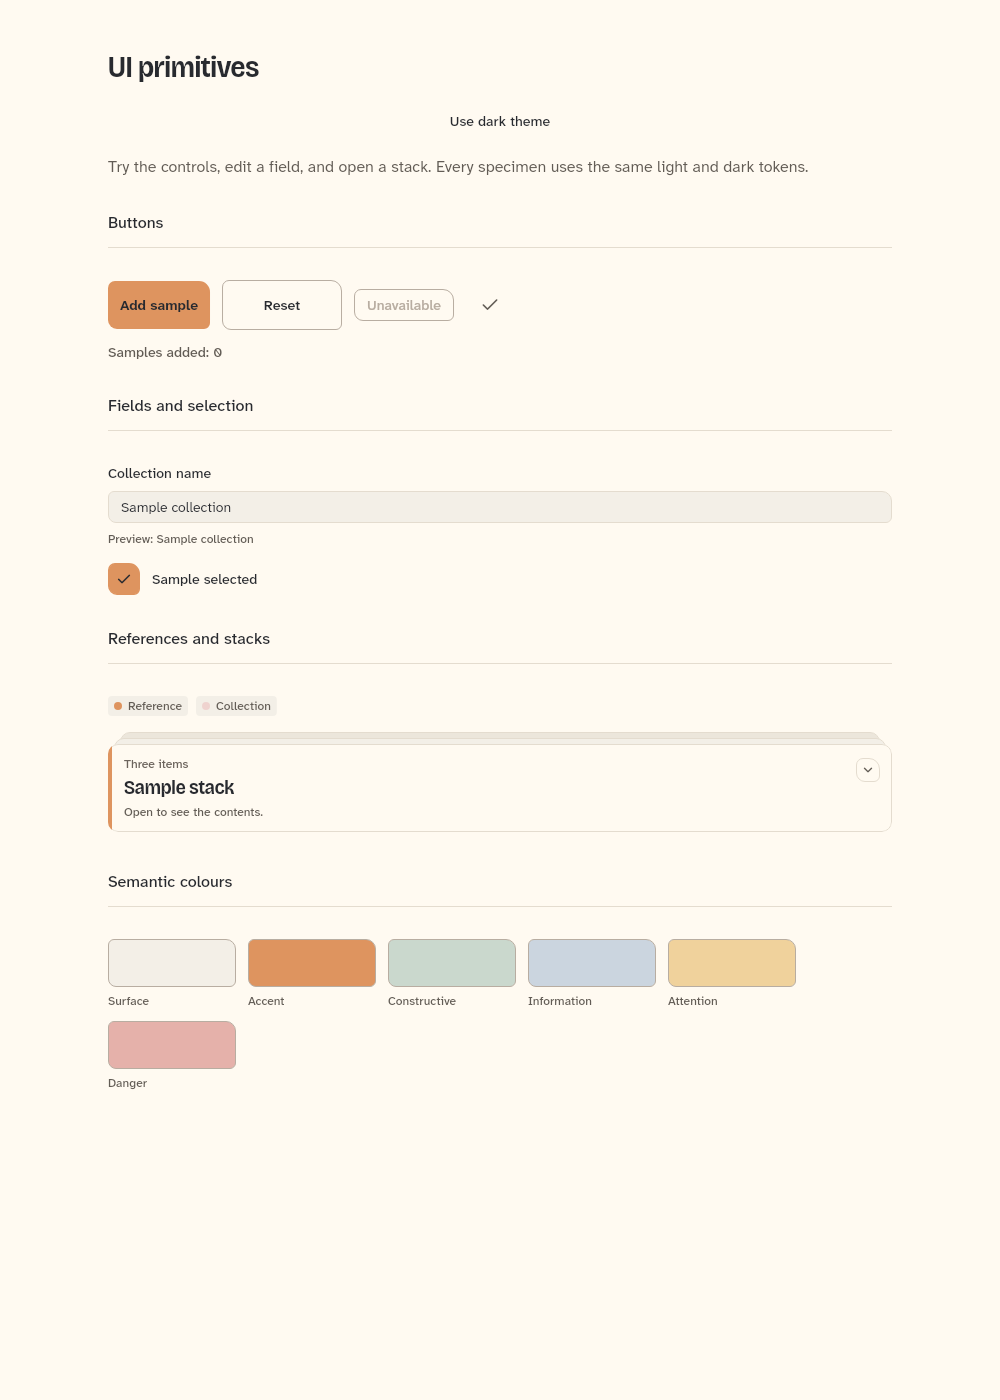 UI primitives
Use dark theme
Try the controls, edit a field, and open a stack. Every specimen uses the same light and dark tokens.
Buttons
Add sample
Reset
Unavailable
Samples added: 0
Fields and selection
Collection name
Sample collection
Preview: Sample collection
Sample selected
References and stacks
Reference
Collection
Three items
Sample stack
Open to see the contents.
Semantic colours
Surface
Accent
Constructive
Information
Attention
Danger